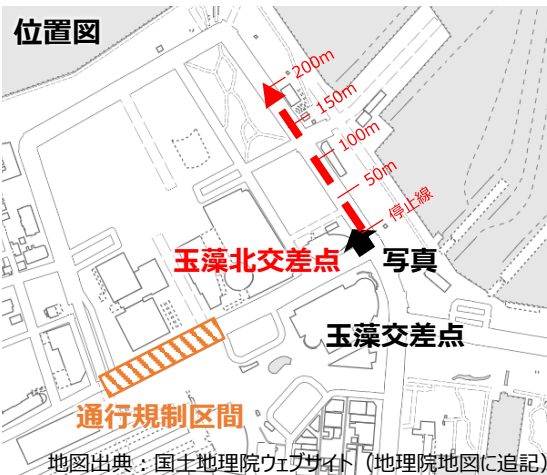 位置図
200m
150m
100m
50m
停止線
玉藻北交差点
写真
玉藻交差点
通行規制区間
地図出典：国土地理院ウェブサイト（地理院地図に追記）